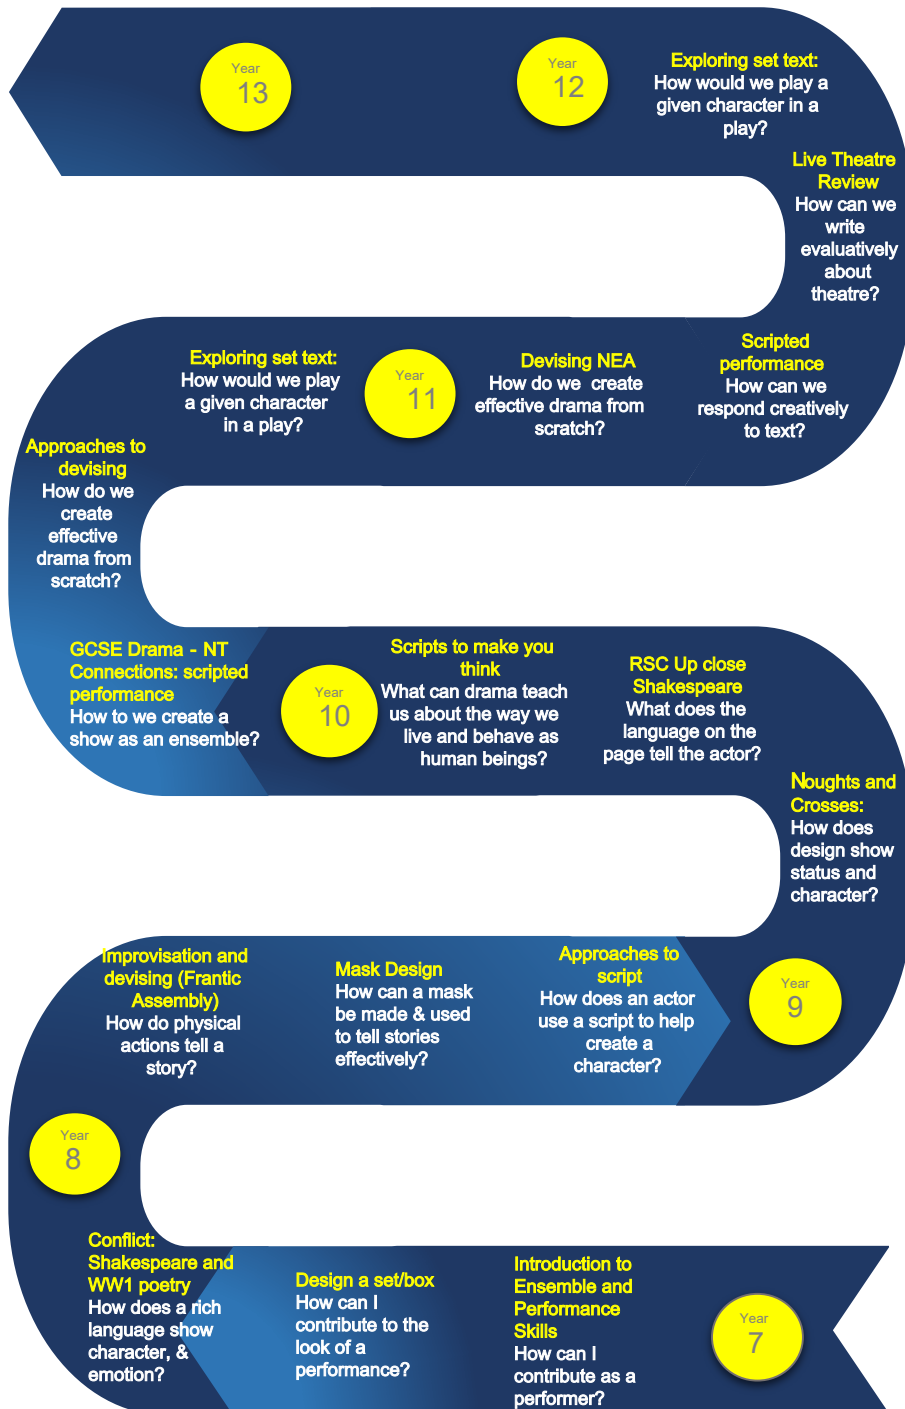 Year
13
Year
12
Exploring set text:
How would we play a
given character in a
play?
Live Theatre
Review
How can we
write
evaluatively
about
theatre?
Exploring set text:
How would we play
a given character
in a play?
Year
11
Devising NEA
How do we create
effective drama from
scratch?
Scripted
performance
How can we
respond creatively
to text?
Approaches to
devising
How do we
create
effective
drama from
scratch?
GCSE Drama - NT
Connections: scripted
performance
How to we create a
show as an ensemble?
Year
10
Scripts to make you
think
What can drama teach
us about the way we
live and behave as
human beings?
RSC Up close
Shakespeare
What does the
language on the
page tell the actor?
Noughts and
Crosses:
How does
design show
status and
character?
Improvisation and
devising (Frantic
Assembly)
How do physical
actions tell a
story?
Mask Design
How can a mask
be made & used
to tell stories
effectively?
Approaches to
script
How does an actor
use a script to help
create a
character?
Year
9
Year
8
Conflict:
Shakespeare and
WW1 poetry
How does a rich
language show
character, &
emotion?
Design a set/box
How can I
contribute to the
look of a
performance?
Introduction to
Ensemble and
Performance
Skills
How can I
contribute as a
performer?
Year
7